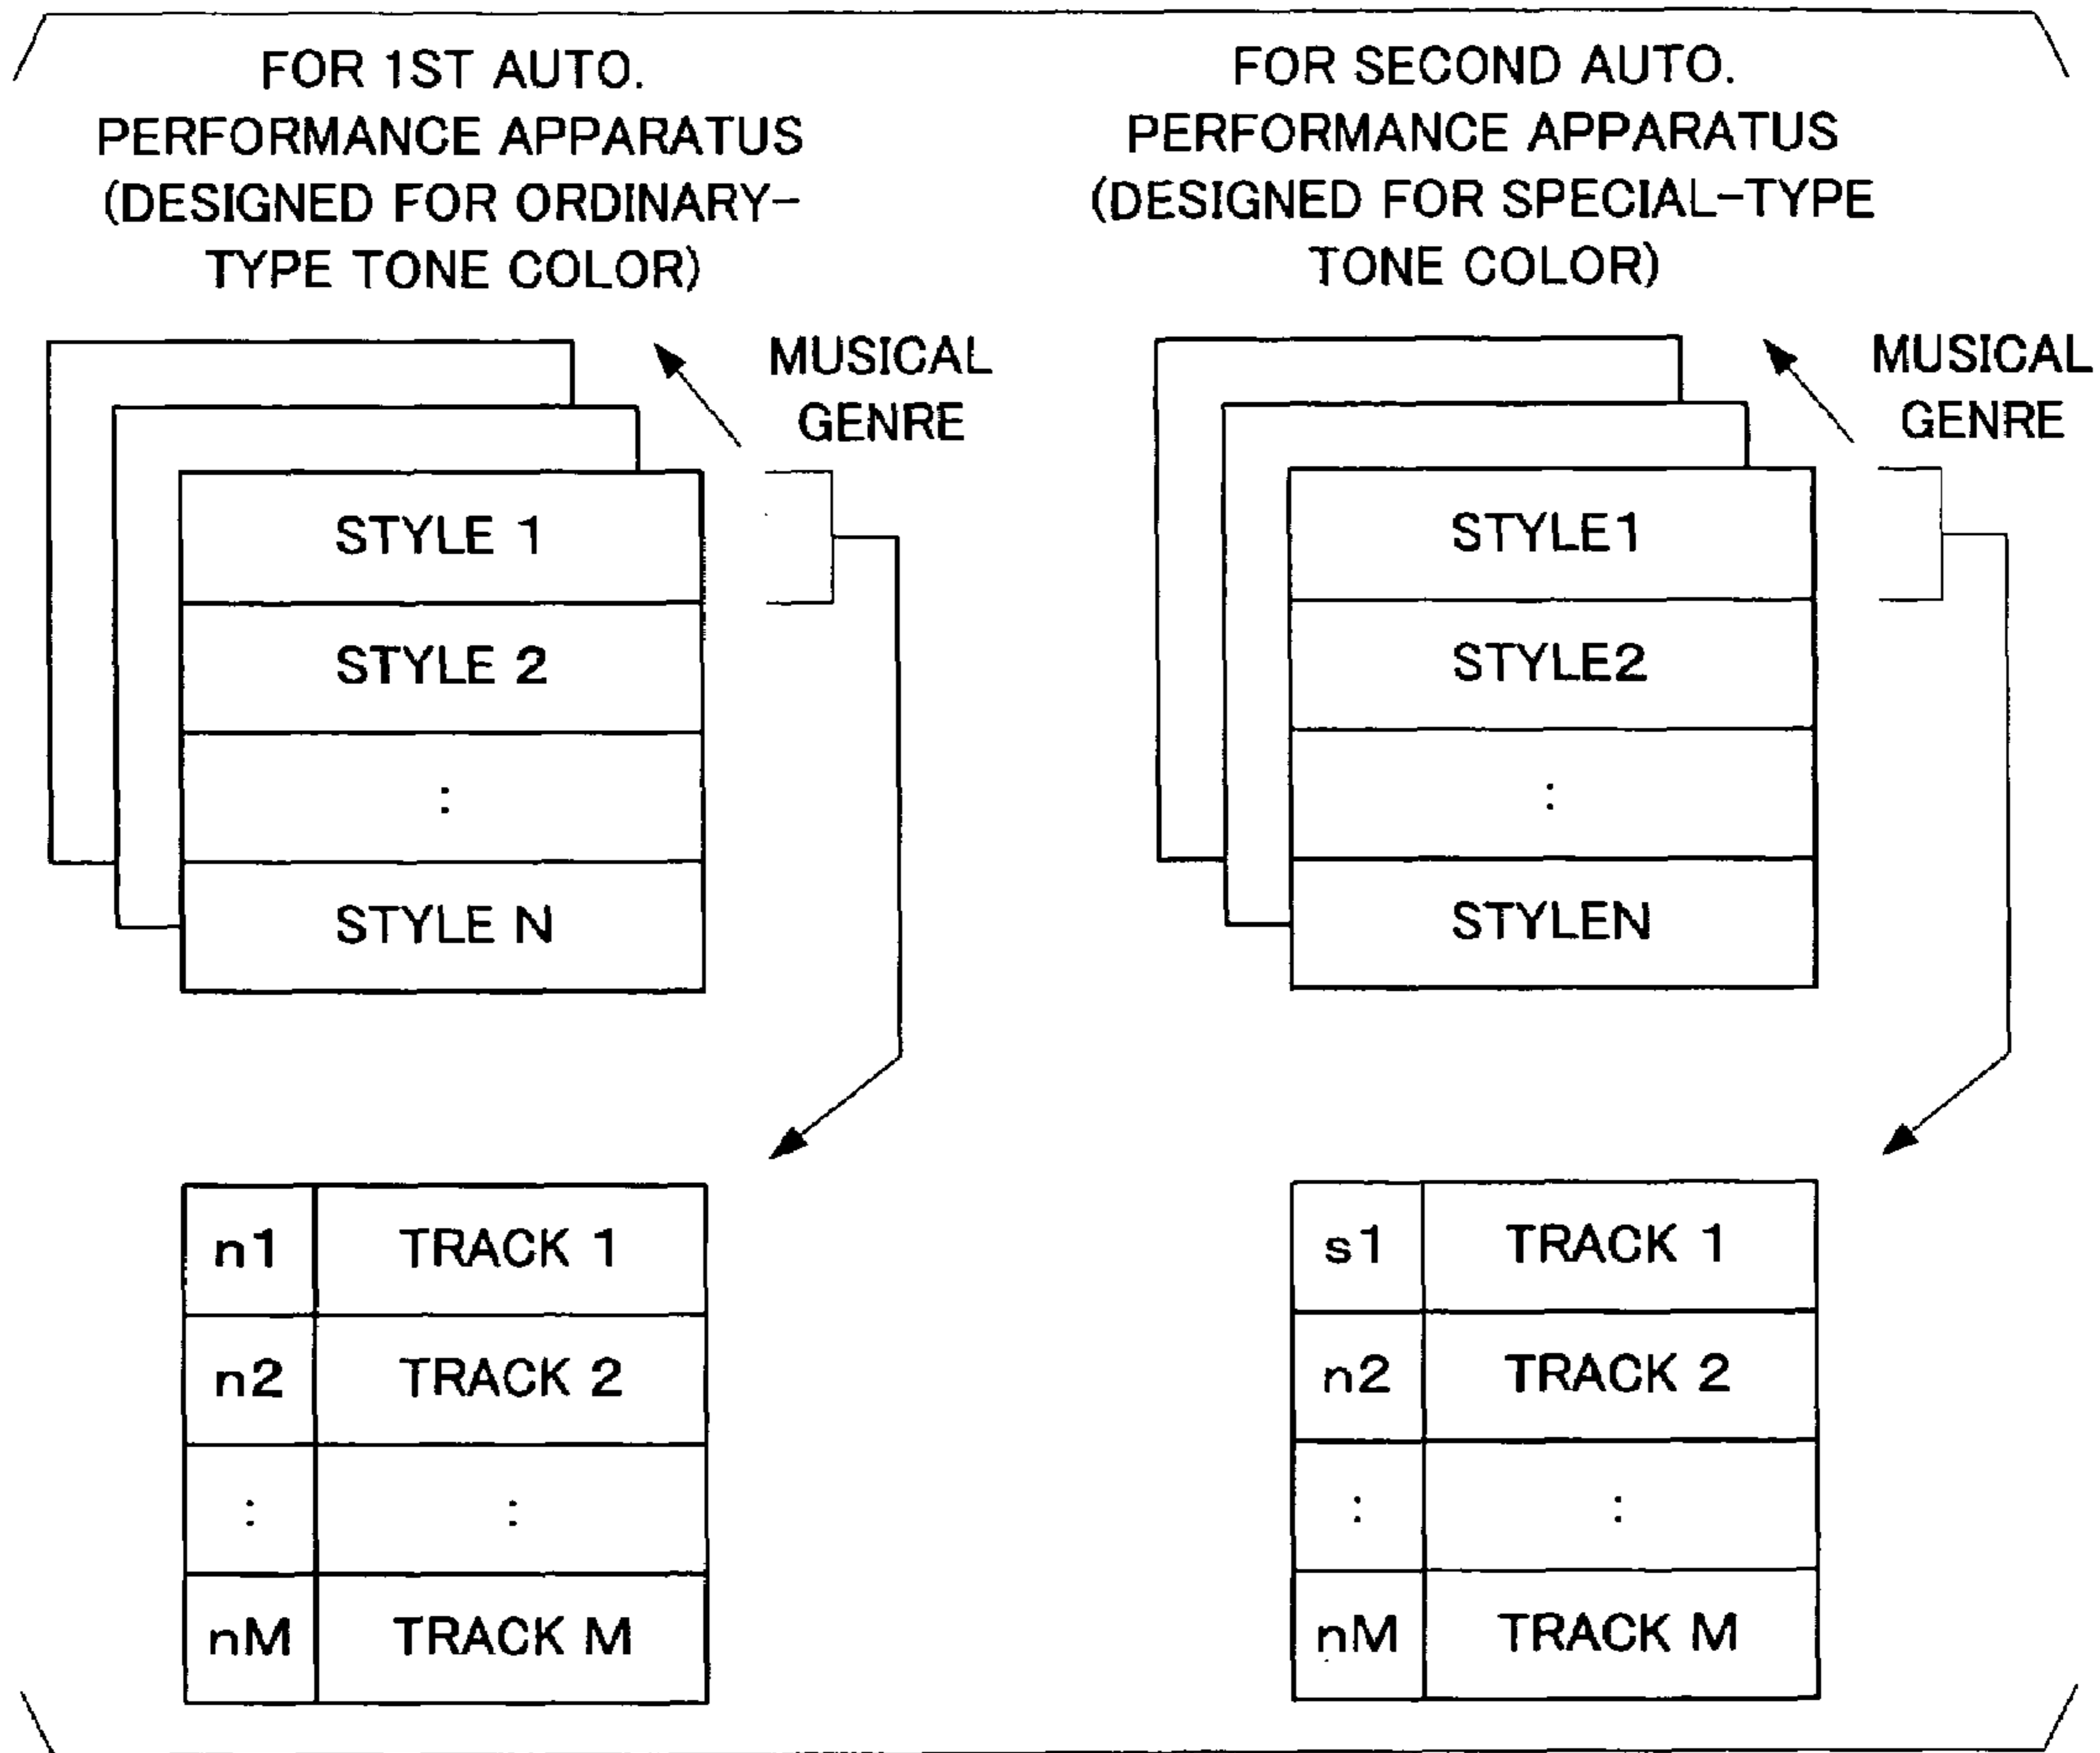 FOR 1ST AUTO.
PERFORMANCE APPARATUS
(DESIGNED FOR ORDINARY-
TYPE TONE COLOR)
MUSICAL
GENRE
STYLE 1
STYLE 2
:
STYLE N
n1 TRACK 1
n2 TRACK 2
: :
nM TRACK M
FOR SECOND AUTO.
PERFORMANCE APPARATUS
(DESIGNED FOR SPECIAL-TYPE
TONE COLOR)
MUSICAL
GENRE
STYLE1
STYLE2
:
STYLEN
s1 TRACK 1
n2 TRACK 2
: :
nM TRACK M